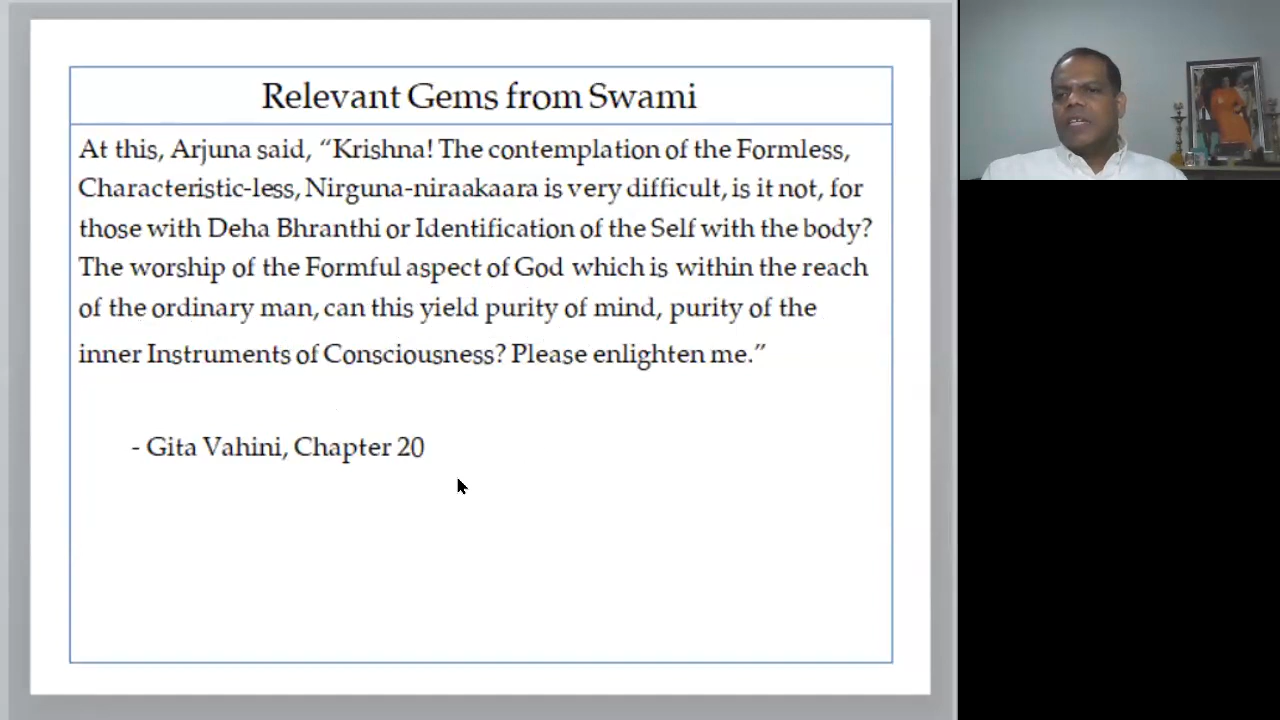 Relevant Gems from Swami
At this, Arjuna said, “Krishna! The contemplation of the Formless,
Characteristic-less, Nirguna-niraakaara is very difficult, is it not, for
those with Deha Bhranthi or Identification of the Self with the body?
The worship of the Formful aspect of God which is within the reach
of the ordinary man, can this yield purity of mind, purity of the
inner Instruments of Consciousness? Please enlighten me.”
- Gita Vahini, Chapter 20